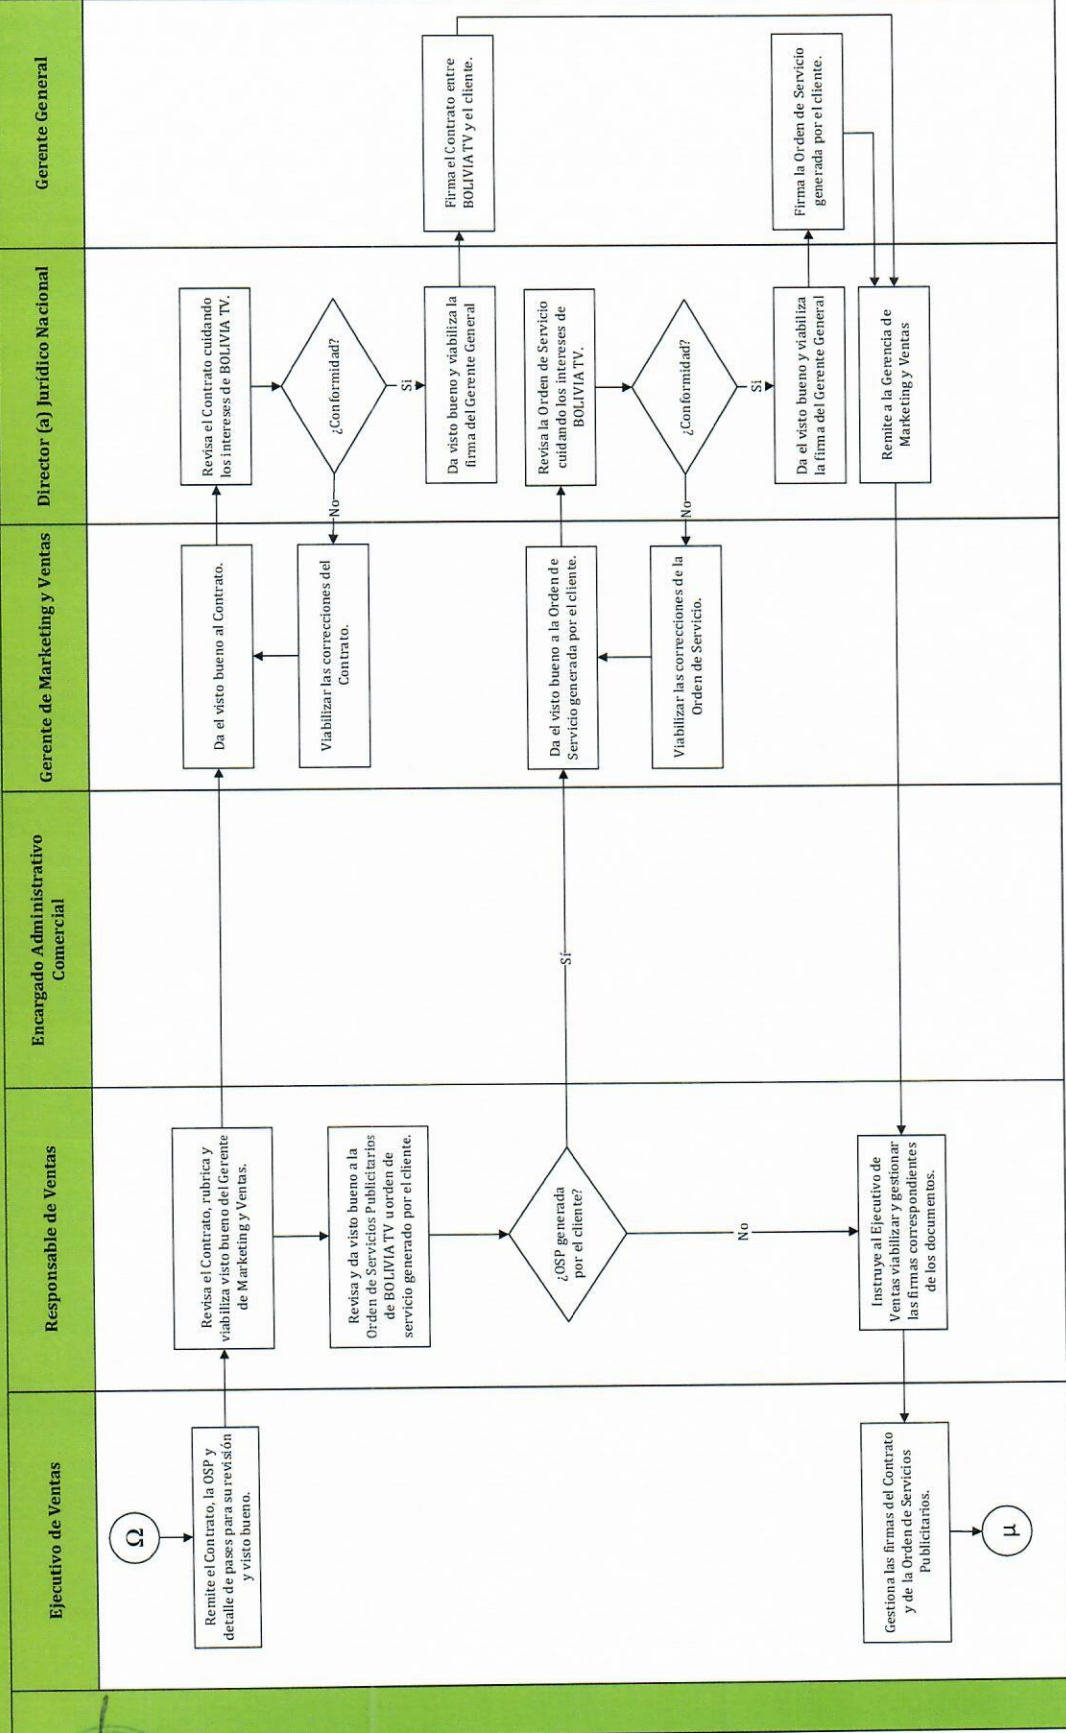 Ejecutivo de Ventas
Responsable de Ventas
Encargado Administrativo
Comercial
Gerente de Marketing y Ventas
Director (a) Jurídico Nacional
Gerente General
Ω
Remite el Contrato, la OSP y
detalle de pases para su revisión
y visto bueno.
Revisa el Contrato, rubrica y
viabiliza visto bueno del Gerente
de Marketing y Ventas.
Da el visto bueno al Contrato.
Revisa el Contrato cuidando
los intereses de BOLIVIA TV.
¿Conformidad?
No
Si
Viabilizar las correcciones del
Contrato.
Da visto bueno y viabiliza la
firma del Gerente General
Firma el Contrato entre
BOLIVIATV y el cliente.
Revisa y da visto bueno a la
Orden de Servicios Publicitarios
de BOLIVIA TV u orden de
servicio generado por el cliente.
¿OSP generada
por el cliente?
Sí
No
Da el visto bueno a la Orden de
Servicio generada por el cliente.
Revisa la Orden de Servicio
cuidando los intereses de
BOLIVIA TV.
¿Conformidad?
No
Si
Viabilizar las correcciones de la
Orden de Servicio.
Da el visto bueno y viabiliza
la firma del Gerente General
Firma la Orden de Servicio
generada por el cliente.
Remite a la Gerencia de
Marketing y Ventas
Instruye al Ejecutivo de
Ventas viabilizar y gestionar
las firmas correspondientes
de los documentos.
Gestiona las firmas del Contrato
y de la Orden de Servicios
Publicitarios.
μ